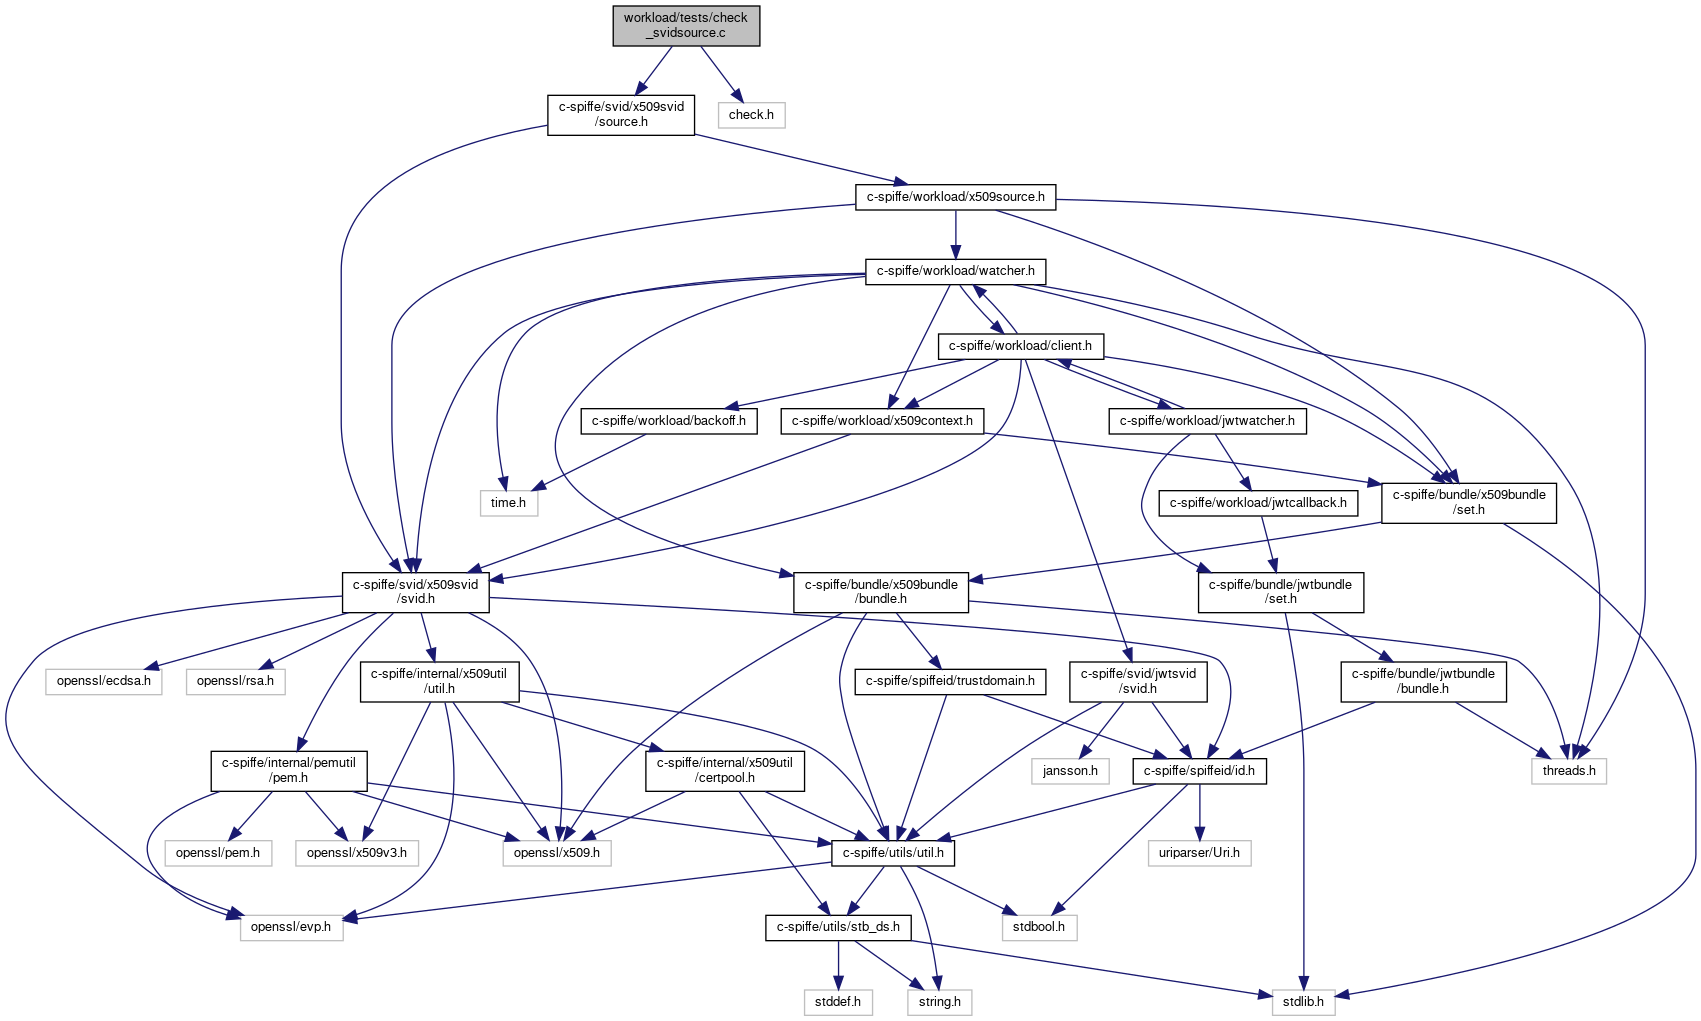 workload/tests/check
_svidsource.c
c-spiffe/svid/x509svid
/source.h
check.h
c-spiffe/workload/x509source.h
c-spiffe/workload/watcher.h
c-spiffe/workload/client.h
c-spiffe/workload/backoff.h
c-spiffe/workload/x509context.h
c-spiffe/workload/jwtwatcher.h
time.h
c-spiffe/workload/jwtcallback.h
c-spiffe/bundle/x509bundle
/set.h
c-spiffe/svid/x509svid
/svid.h
c-spiffe/bundle/x509bundle
/bundle.h
c-spiffe/bundle/jwtbundle
/set.h
openssl/ecdsa.h
openssl/rsa.h
c-spiffe/internal/x509util
/util.h
c-spiffe/spiffeid/trustdomain.h
c-spiffe/svid/jwtsvid
/svid.h
c-spiffe/bundle/jwtbundle
/bundle.h
c-spiffe/internal/pemutil
/pem.h
c-spiffe/internal/x509util
/certpool.h
jansson.h
c-spiffe/spiffeid/id.h
threads.h
openssl/pem.h
openssl/x509v3.h
openssl/x509.h
c-spiffe/utils/util.h
uriparser/Uri.h
openssl/evp.h
c-spiffe/utils/stb_ds.h
stdbool.h
stddef.h
string.h
stdlib.h